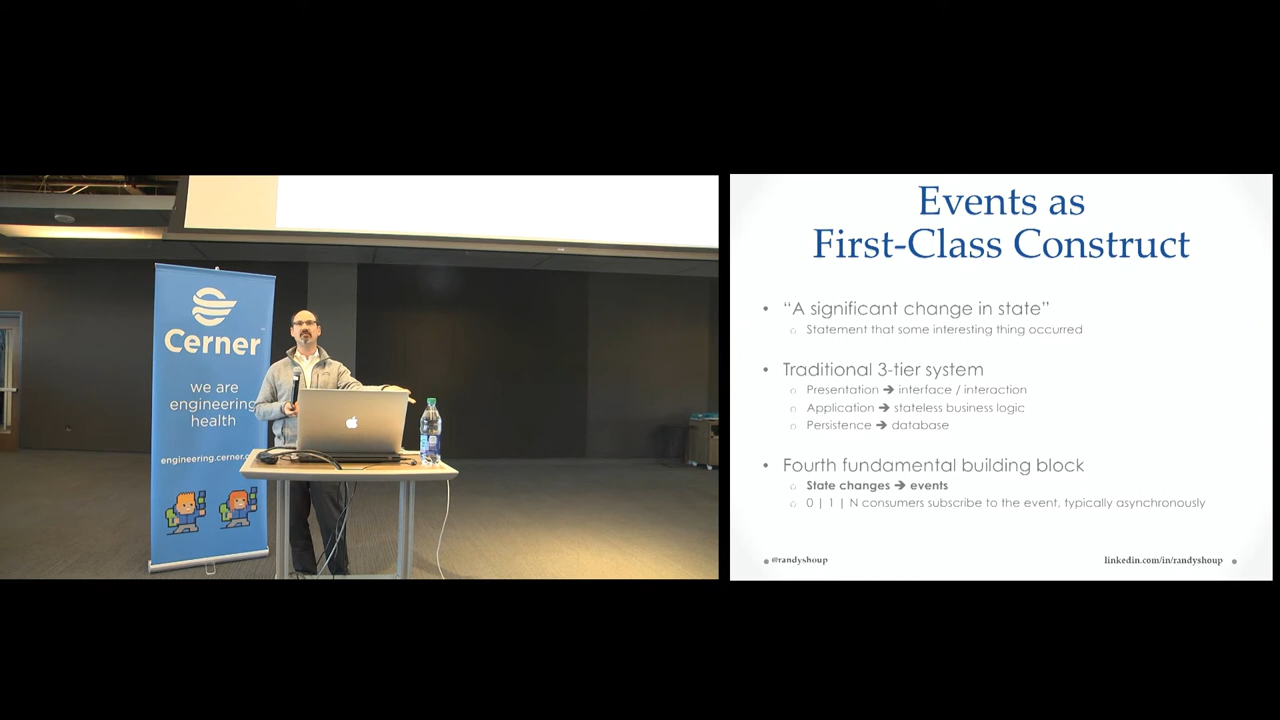 Cerner
we are
engineering
health
engineering.cerner.c
Events as
First-Class Construct
• “A significant change in state”
o Statement that some interesting thing occurred
• Traditional 3-tier system
o Presentation ➔ interface / interaction
o Application ➔ stateless business logic
o Persistence ➔ database
• Fourth fundamental building block
o State changes ➔ events
o 0 | 1 | N consumers subscribe to the event, typically asynchronously
@randyshoup
linkedin.com/in/randyshoup